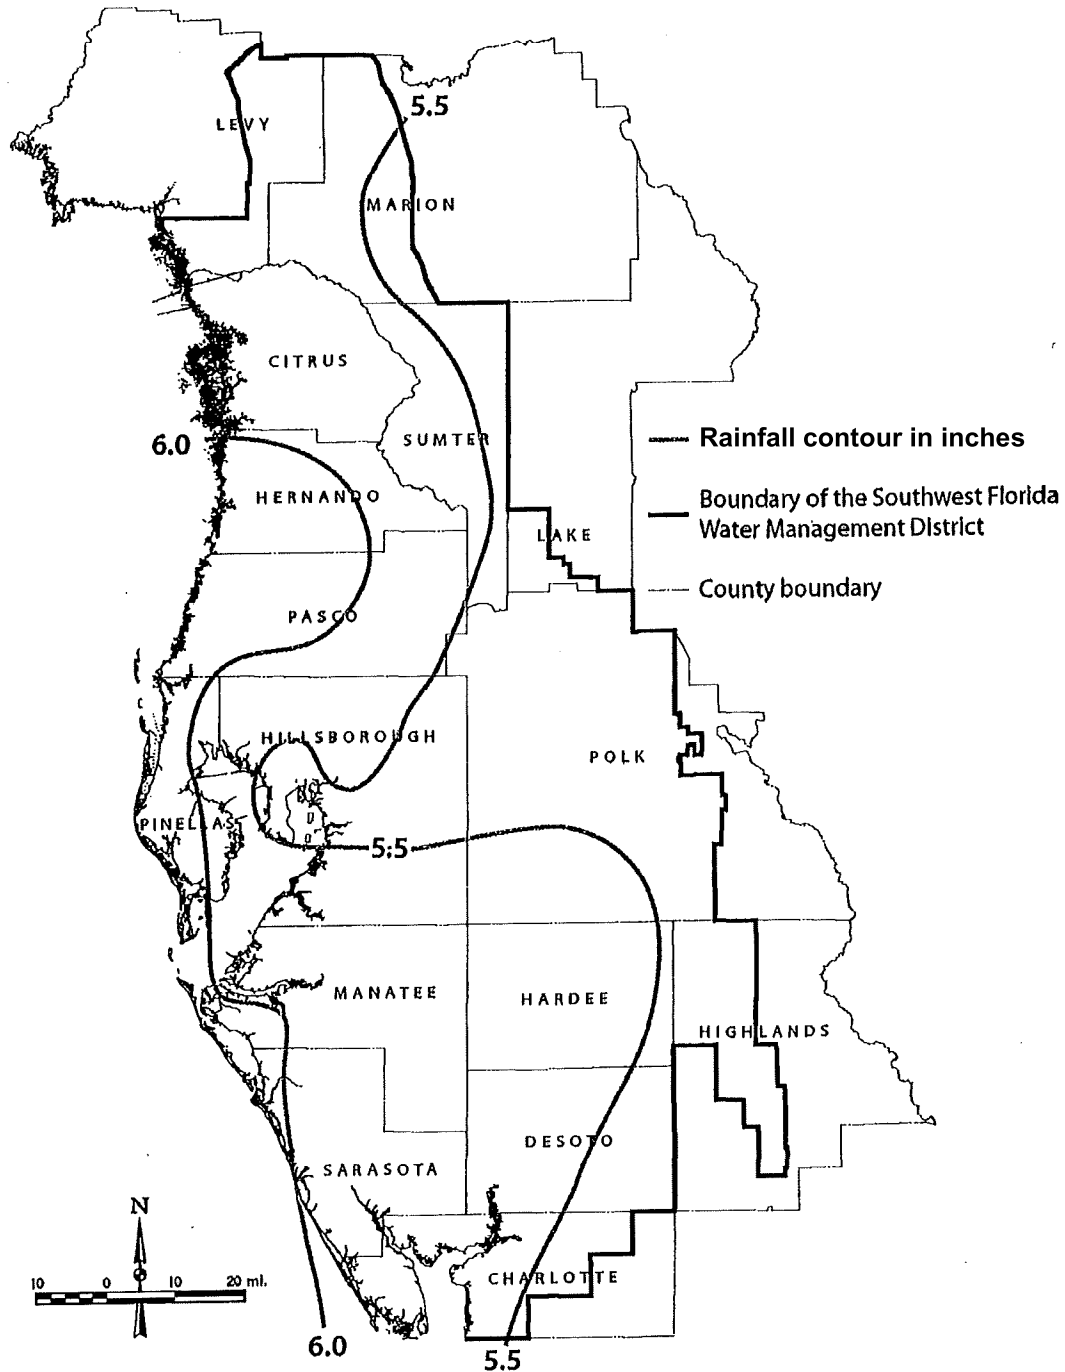 5.5
LEVY
MARION
CITRUS
6.0
SUMTER
Rainfall contour in inches
HERNANDO
Boundary of the Southwest Florida
Water Management District
LAKE
County boundary
PASCO
HILLSBOROUGH
POLK
PINELLAS
5:5
MANATEE
HARDEE
HIGHLANDS
DESOTO
SARASOTA
N
CHARLOTTE
10 0 10 20 mi.
6.0
5.5